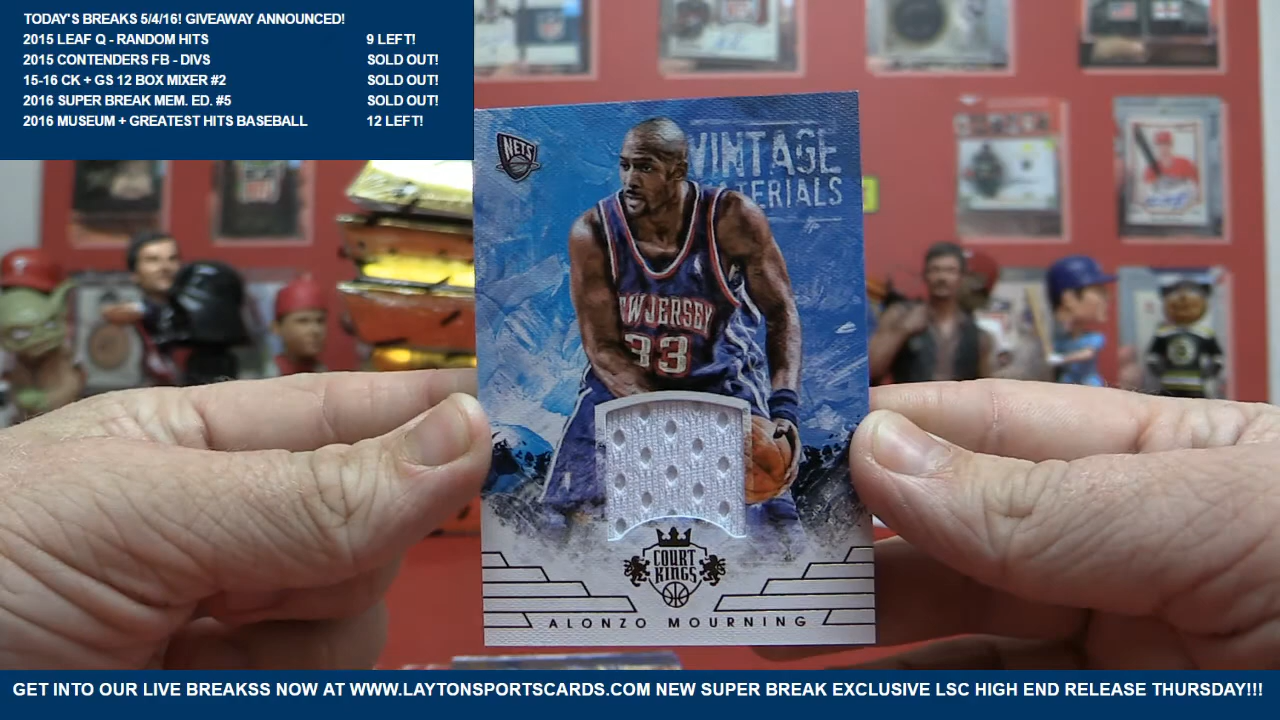 TODAY'S BREAKS 5/4/16! GIVEAWAY ANNOUNCED!
2015 LEAF Q - RANDOM HITS 9 LEFT!
2015 CONTENDERS FB - DIVS SOLD OUT!
15-16 CK + GS 12 BOX MIXER #2 SOLD OUT!
2016 SUPER BREAK MEM. ED. #5 SOLD OUT!
2016 MUSEUM + GREATEST HITS BASEBALL 12 LEFT!
NETS
VINTAGE
TERIALS
EW JERSEY
33
COURT
KINGS
ALONZO MOURNING
GET INTO OUR LIVE BREAKSS NOW AT WWW.LAYTONSPORTSCARDS.COM NEW SUPER BREAK EXCLUSIVE LSC HIGH END RELEASE THURSDAY!!!